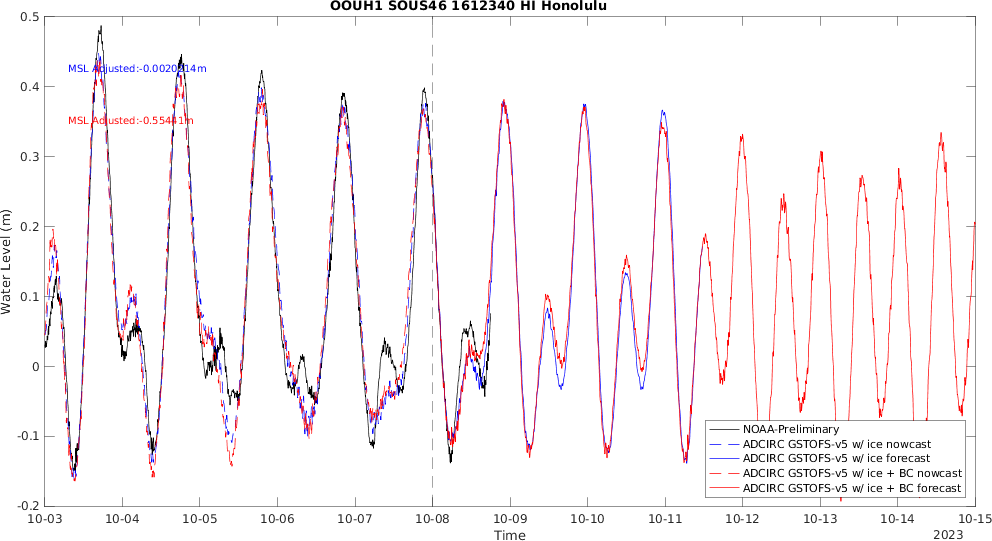 OOUH1 SOUS46 1612340 HI Honolulu
0.5
0.4
0.3
0.2
0.1
0
-0.1
-0.2
Water Level (m)
MSL Adjusted:-0.0020214m
MSL Adjusted:-0.55441m
NOAA-Preliminary
ADCIRC GSTOFS-v5 w/ ice nowcast
ADCIRC GSTOFS-v5 w/ ice forecast
ADCIRC GSTOFS-v5 w/ ice + BC nowcast
ADCIRC GSTOFS-v5 w/ ice + BC forecast
10-03 10-04 10-05 10-06 10-07 10-08 10-09 10-10 10-11 10-12 10-13 10-14 10-15
Time
2023